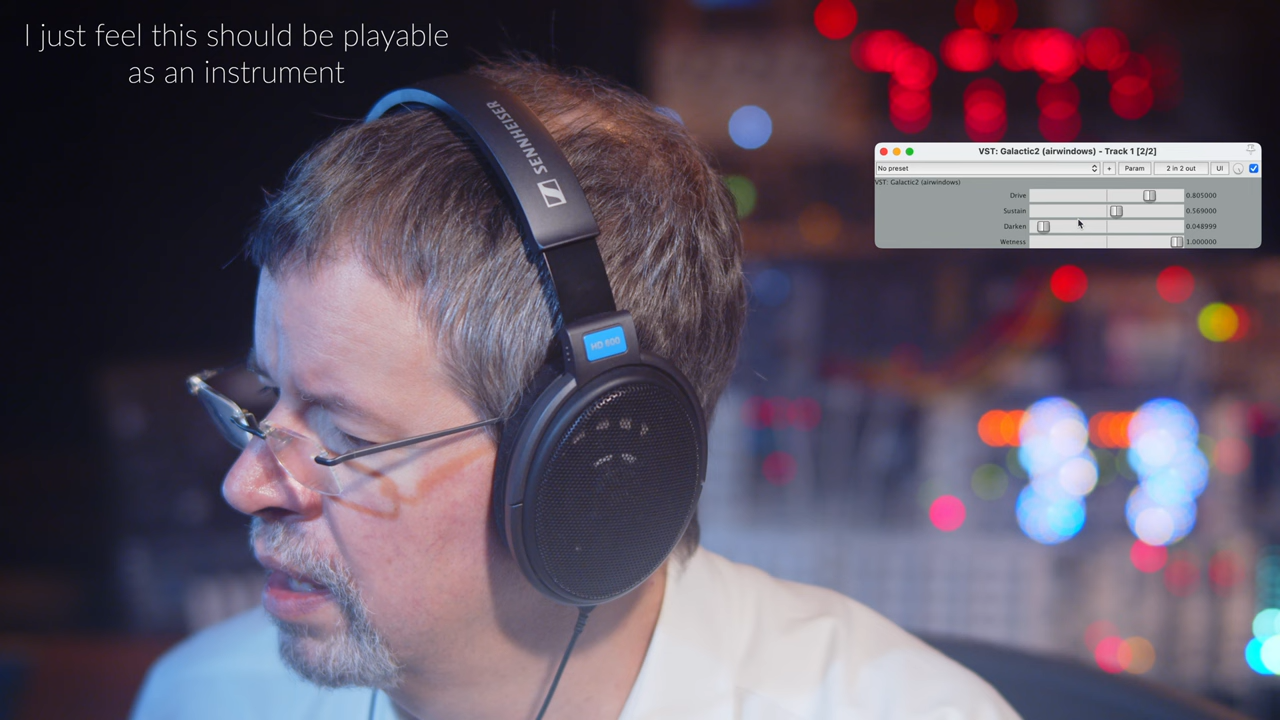 I just feel this should be playable
as an instrument
SENNHEISER
HD 600
VST: Galactic2 (airwindows) - Track 1 [2/2]
No preset
+
Param
2 in 2 out
UI
VST: Galactic2 (airwindows)
Drive 0.805000
Sustain 0.569000
Darken 0.048999
Wetness 1.000000